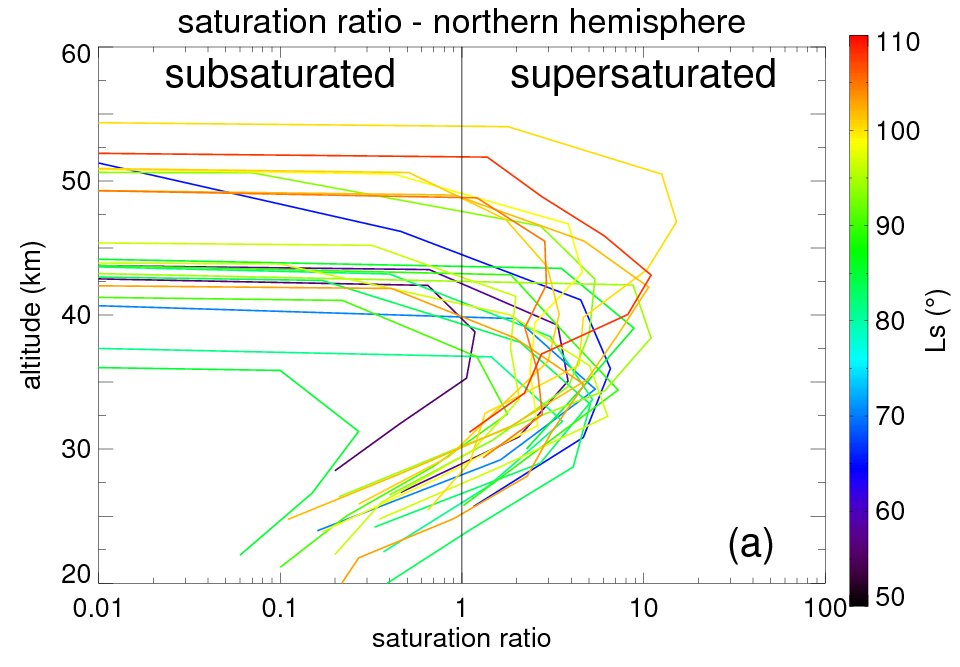 saturation ratio - northern hemisphere
subsaturated
supersaturated
altitude (km)
60
50
40
30
20
0.01
0.1
1
10
100
saturation ratio
(a)
110
100
90
80
70
60
50
Ls (°)